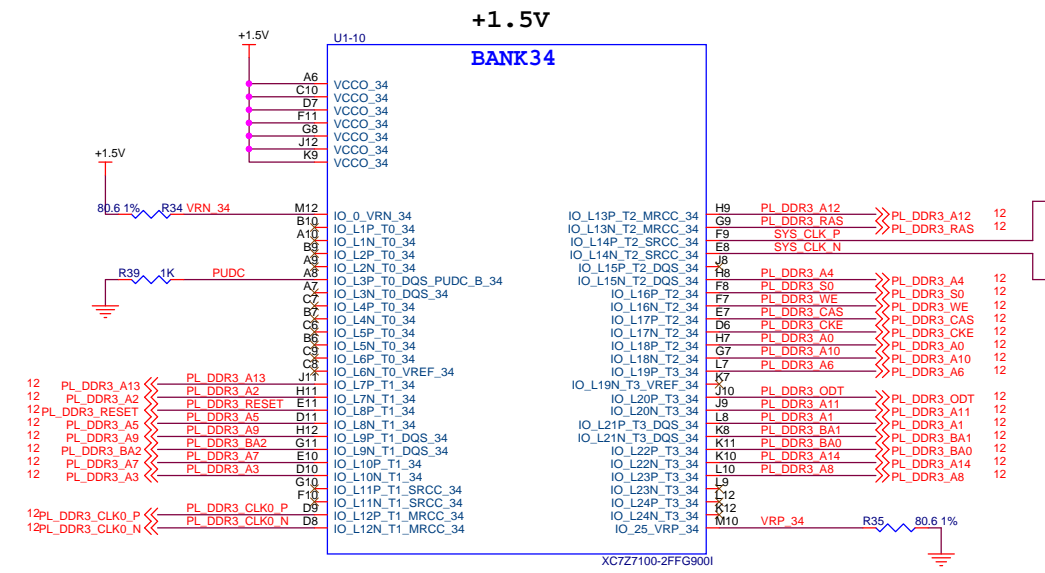 +1.5V
+1.5V
U1-10
BANK34
A6 VCCO_34
C10 VCCO_34
D7 VCCO_34
F11 VCCO_34
G8 VCCO_34
J12 VCCO_34
K9 VCCO_34
+1.5V
80.6 1% R34 VRN_34 M12 IO_0_VRN_34
B10 IO_L1P_T0_34
A10 IO_L1N_T0_34
B9 IO_L2P_T0_34
A9 IO_L2N_T0_34
R39 1K PUDC A8 IO_L3P_T0_DQS_PUDC_B_34
A7 IO_L3N_T0_DQS_34
C7 IO_L4P_T0_34
B7 IO_L4N_T0_34
C6 IO_L5P_T0_34
B6 IO_L5N_T0_34
C9 IO_L6P_T0_34
C8 IO_L6N_T0_VREF_34
12 PL_DDR3_A13 PL_DDR3_A13 J11 IO_L7P_T1_34
12 PL_DDR3_A2 PL_DDR3_A2 H11 IO_L7N_T1_34
12 PL_DDR3_RESET PL_DDR3_RESET E11 IO_L8P_T1_34
12 PL_DDR3_A5 PL_DDR3_A5 D11 IO_L8N_T1_34
12 PL_DDR3_A9 PL_DDR3_A9 H12 IO_L9P_T1_DQS_34
12 PL_DDR3_BA2 PL_DDR3_BA2 G11 IO_L9N_T1_DQS_34
12 PL_DDR3_A7 PL_DDR3_A7 E10 IO_L10P_T1_34
12 PL_DDR3_A3 PL_DDR3_A3 D10 IO_L10N_T1_34
G10 IO_L11P_T1_SRCC_34
F10 IO_L11N_T1_SRCC_34
12 PL_DDR3_CLK0_P PL_DDR3_CLK0_P D9 IO_L12P_T1_MRCC_34
12 PL_DDR3_CLK0_N PL_DDR3_CLK0_N D8 IO_L12N_T1_MRCC_34
IO_L13P_T2_MRCC_34 H9 PL_DDR3_A12 PL_DDR3_A12 12
IO_L13N_T2_MRCC_34 G9 PL_DDR3_RAS PL_DDR3_RAS 12
IO_L14P_T2_SRCC_34 F9 SYS_CLK_P
IO_L14N_T2_SRCC_34 E8 SYS_CLK_N
IO_L15P_T2_DQS_34 J8
IO_L15N_T2_DQS_34 H8 PL_DDR3_A4 PL_DDR3_A4 12
IO_L16P_T2_34 F8 PL_DDR3_S0 PL_DDR3_S0 12
IO_L16N_T2_34 F7 PL_DDR3_WE PL_DDR3_WE 12
IO_L17P_T2_34 E7 PL_DDR3_CAS PL_DDR3_CAS 12
IO_L17N_T2_34 D6 PL_DDR3_CKE PL_DDR3_CKE 12
IO_L18P_T2_34 H7 PL_DDR3_A0 PL_DDR3_A0 12
IO_L18N_T2_34 G7 PL_DDR3_A10 PL_DDR3_A10 12
IO_L19P_T3_34 L7 PL_DDR3_A6 PL_DDR3_A6 12
IO_L19N_T3_VREF_34 K7
IO_L20P_T3_34 J10 PL_DDR3_ODT PL_DDR3_ODT 12
IO_L20N_T3_34 J9 PL_DDR3_A11 PL_DDR3_A11 12
IO_L21P_T3_DQS_34 L8 PL_DDR3_A1 PL_DDR3_A1 12
IO_L21N_T3_DQS_34 K8 PL_DDR3_BA1 PL_DDR3_BA1 12
IO_L22P_T3_34 K11 PL_DDR3_BA0 PL_DDR3_BA0 12
IO_L22N_T3_34 K10 PL_DDR3_A14 PL_DDR3_A14 12
IO_L23P_T3_34 L10 PL_DDR3_A8 PL_DDR3_A8 12
IO_L23N_T3_34 L9
IO_L24P_T3_34 L12
IO_L24N_T3_34 K12
IO_25_VRP_34 M10 VRP_34 R35 80.6 1%
XC7Z7100-2FFG900I